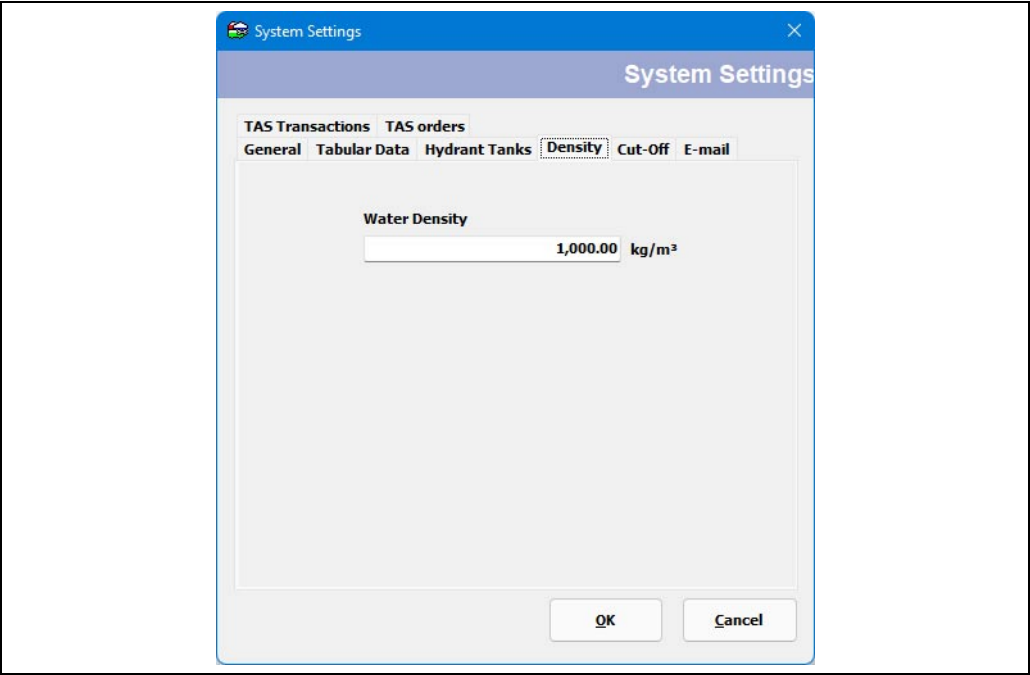 System Settings
System Settings
TAS Transactions TAS orders
General Tabular Data Hydrant Tanks Density Cut-Off E-mail
Water Density
1,000.00 kg/m³
OK Cancel